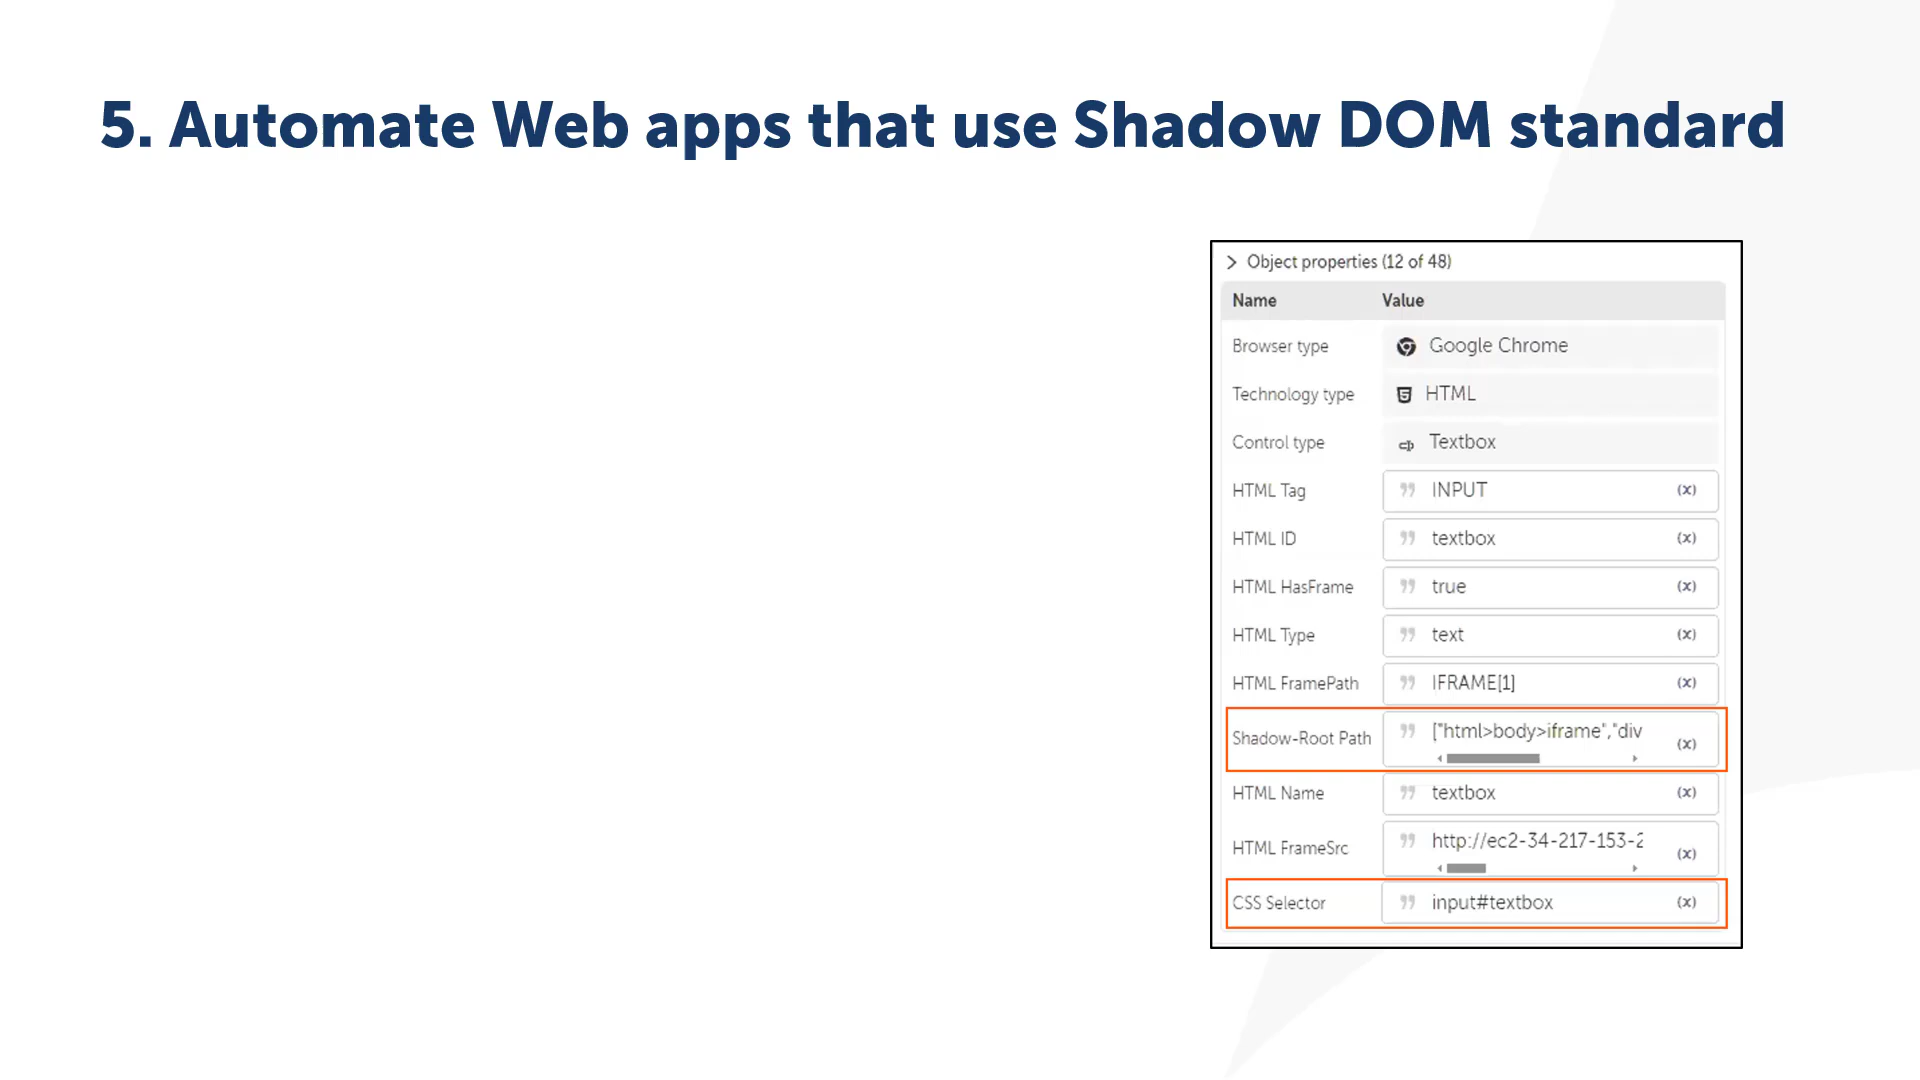 5. Automate Web apps that use Shadow DOM standard
Object properties (12 of 48)
Name Value
Browser type Google Chrome
Technology type HTML
Control type Textbox
HTML Tag INPUT (x)
HTML ID textbox (x)
HTML HasFrame true (x)
HTML Type text (x)
HTML FramePath IFRAME[1] (x)
Shadow-Root Path ["html>body>iframe","div (x)
HTML Name textbox (x)
HTML FrameSrc http://ec2-34-217-153-2 (x)
CSS Selector input#textbox (x)